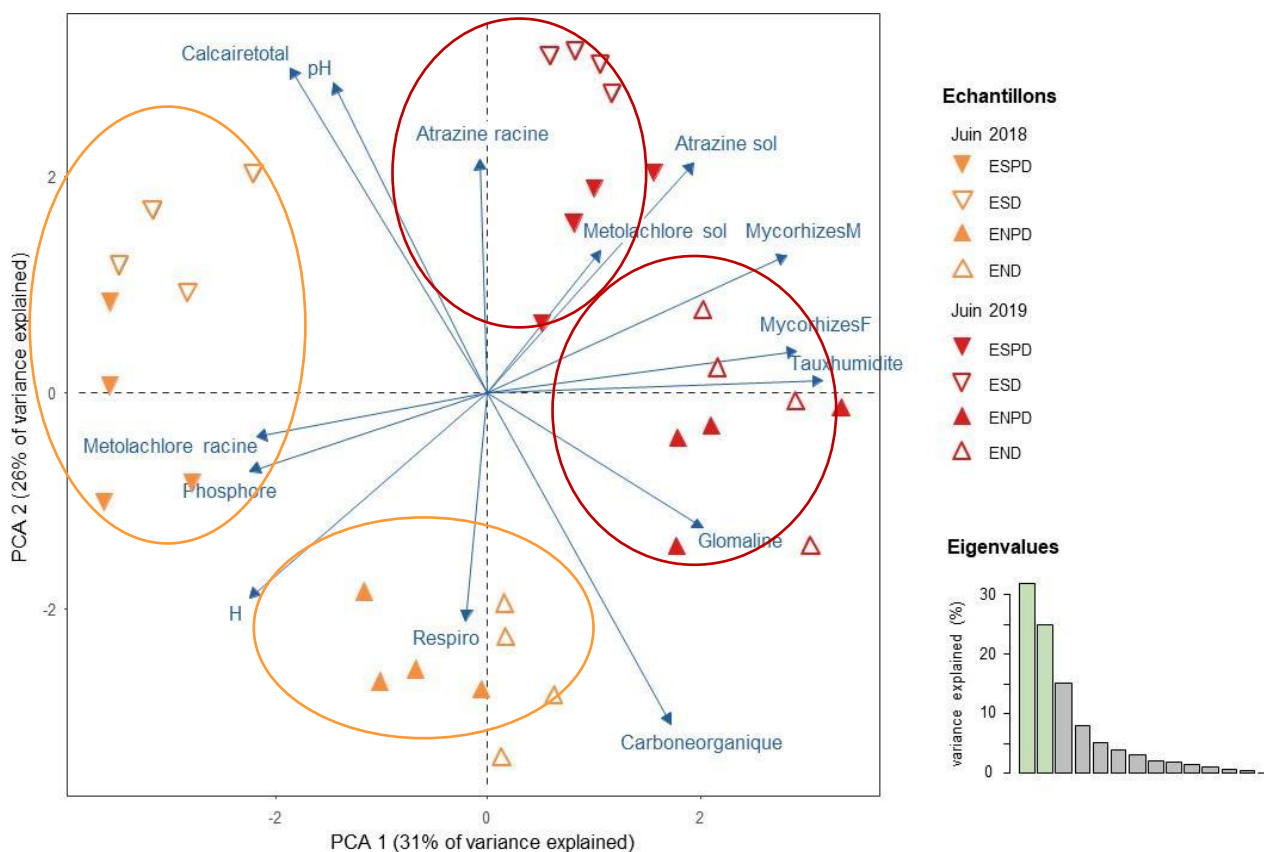 Calcairetotal
pH
Atrazine racine
Atrazine sol
Metolachlore sol
MycorhizesM
MycorhizesF
Tauxhumidite
Metolachlore racine
Phosphore
Glomaline
H
Respiro
Carboneorganique
2
0
-2
PCA 2 (26% of variance explained)
-2
0
2
PCA 1 (31% of variance explained)
Echantillons
Juin 2018
ESPD
ESD
ENPD
END
Juin 2019
ESPD
ESD
ENPD
END
Eigenvalues
variance explained (%)
30
20
10
0